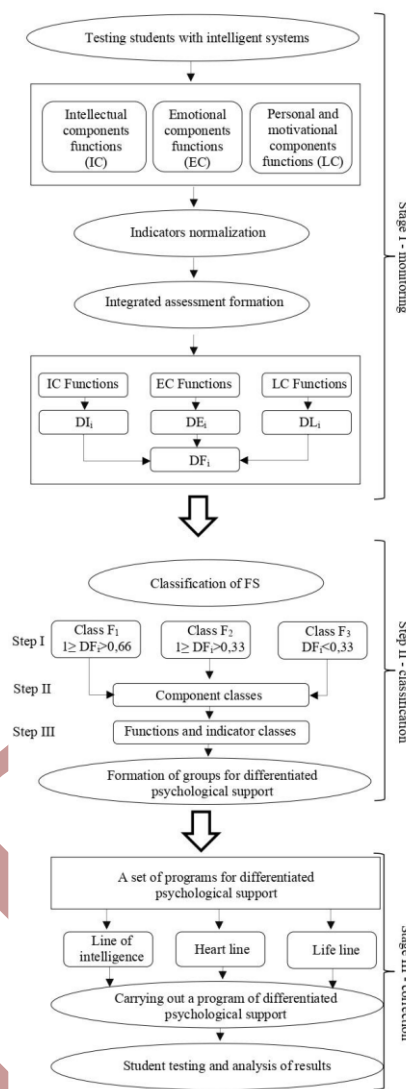 Testing students with intelligent systems
Intellectual
components
functions
(IC)
Emotional
components
functions
(EC)
Personal and
motivational
components
functions (LC)
Indicators normalization
Integrated assessment formation
IC Functions
EC Functions
LC Functions
DIᵢ
DEᵢ
DLᵢ
DFᵢ
Stage I - monitoring
Classification of FS
Step I
Class F₁
1≥ DFᵢ>0,66
Class F₂
1≥ DFᵢ>0,33
Class F₃
DFᵢ<0,33
Step II
Component classes
Step III
Functions and indicator classes
Formation of groups for differentiated
psychological support
Step II - classification
A set of programs for differentiated
psychological support
Line of
intelligence
Heart line
Life line
Carrying out a program of differentiated
psychological support
Student testing and analysis of results
Stage III - correction